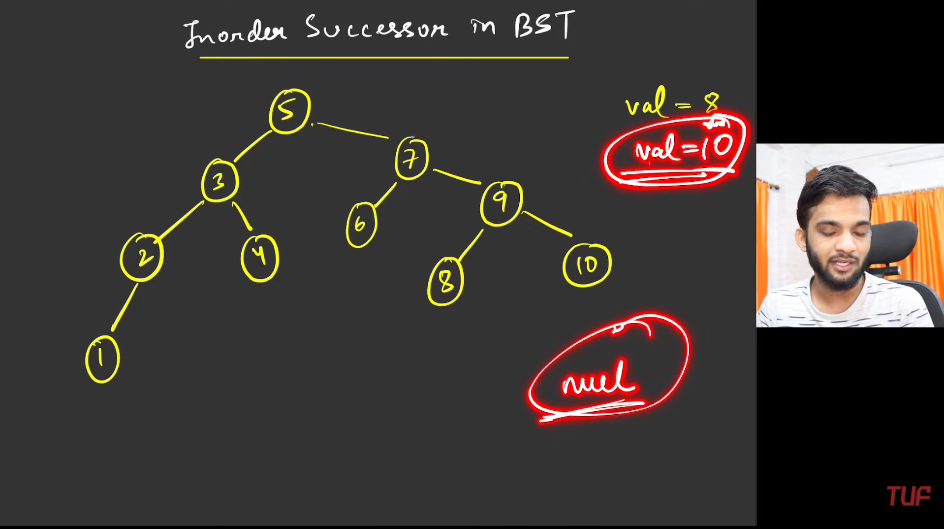 Inorder Successor in BST
5
val = 8
val = 10
7
3
9
6
2
4
10
8
1
null
TUF